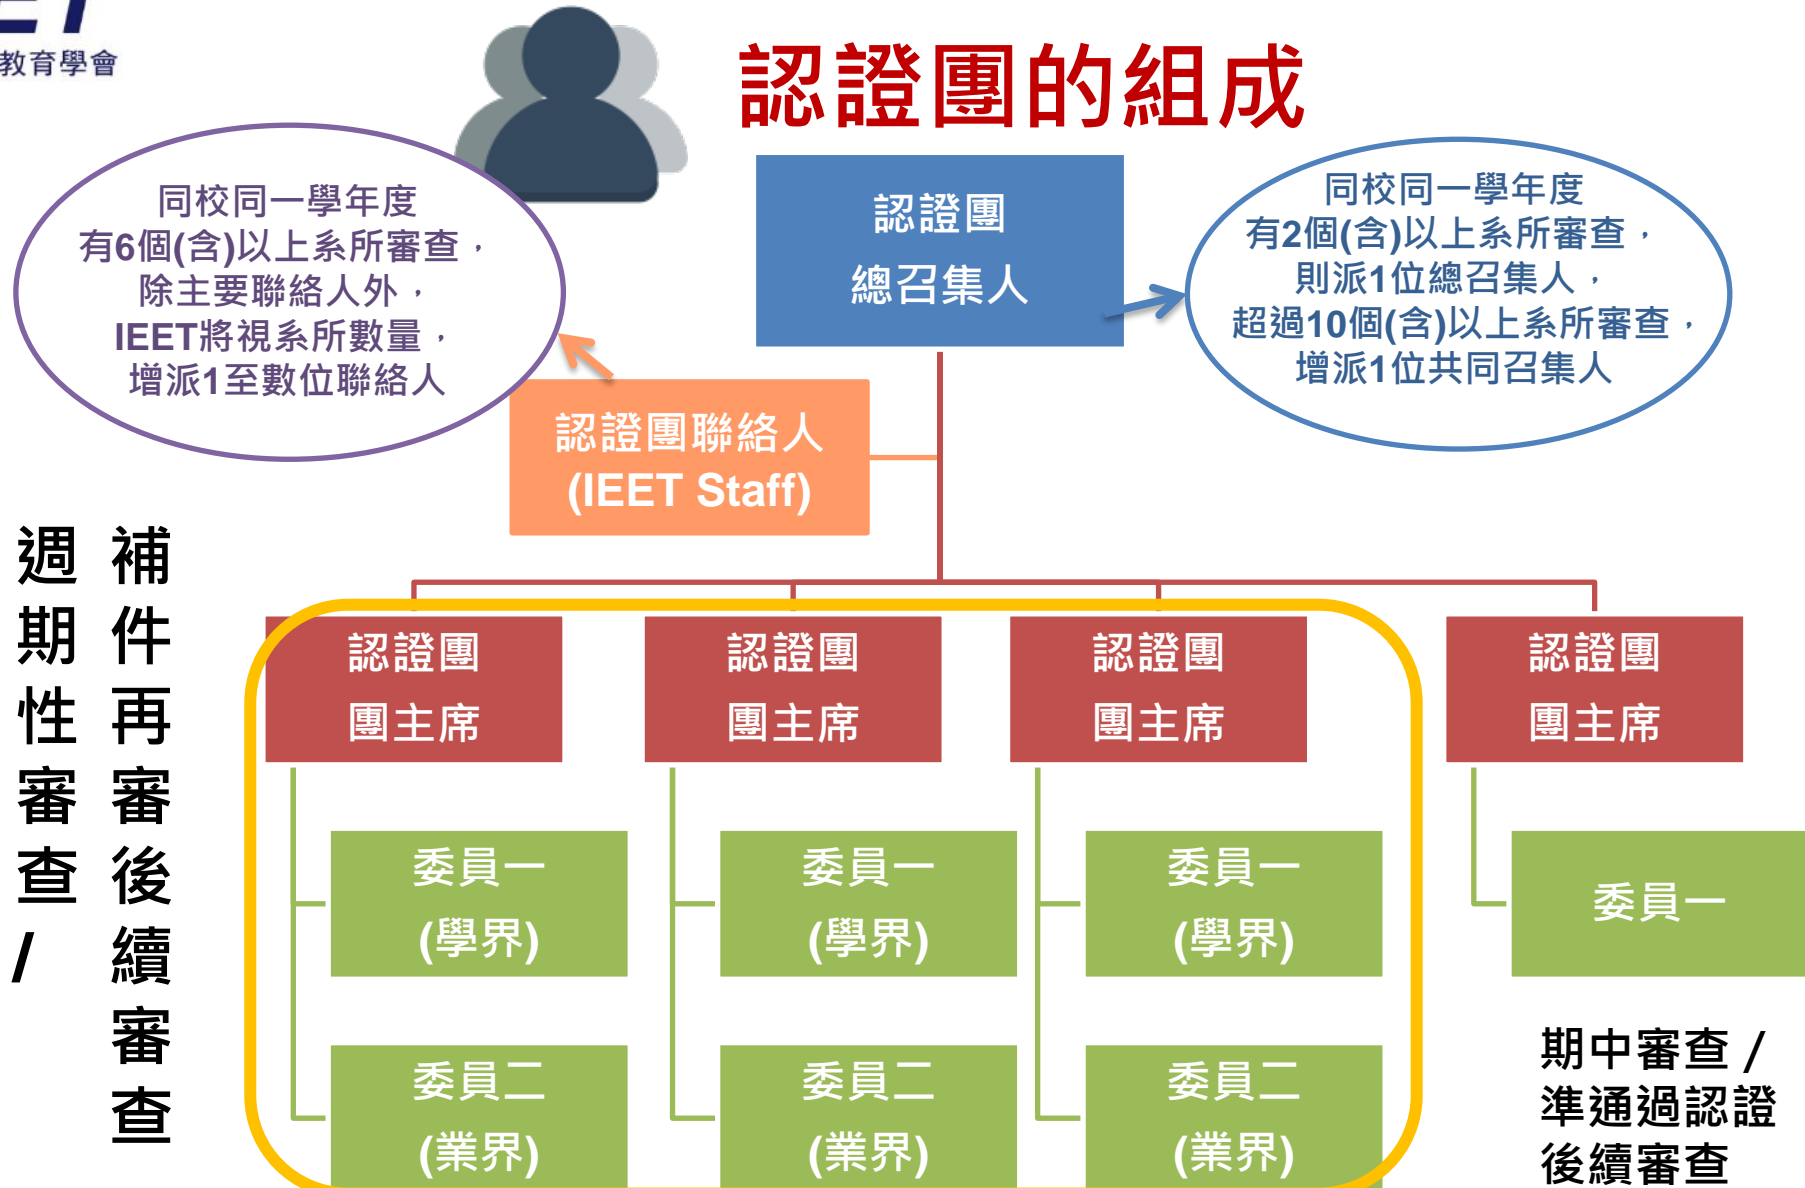 教育學會
認證團的組成
同校同一學年度
有6個(含)以上系所審查，
除主要聯絡人外，
IEET將視系所數量，
增派1至數位聯絡人
認證團
總召集人
同校同一學年度
有2個(含)以上系所審查，
則派1位總召集人，
超過10個(含)以上系所審查，
增派1位共同召集人
認證團聯絡人
(IEET Staff)
週期性審查/
補件再審後續審查
認證團
團主席
認證團
團主席
認證團
團主席
認證團
團主席
委員一
(學界)
委員一
(學界)
委員一
(學界)
委員一
委員二
(業界)
委員二
(業界)
委員二
(業界)
期中審查/
準通過認證
後續審查